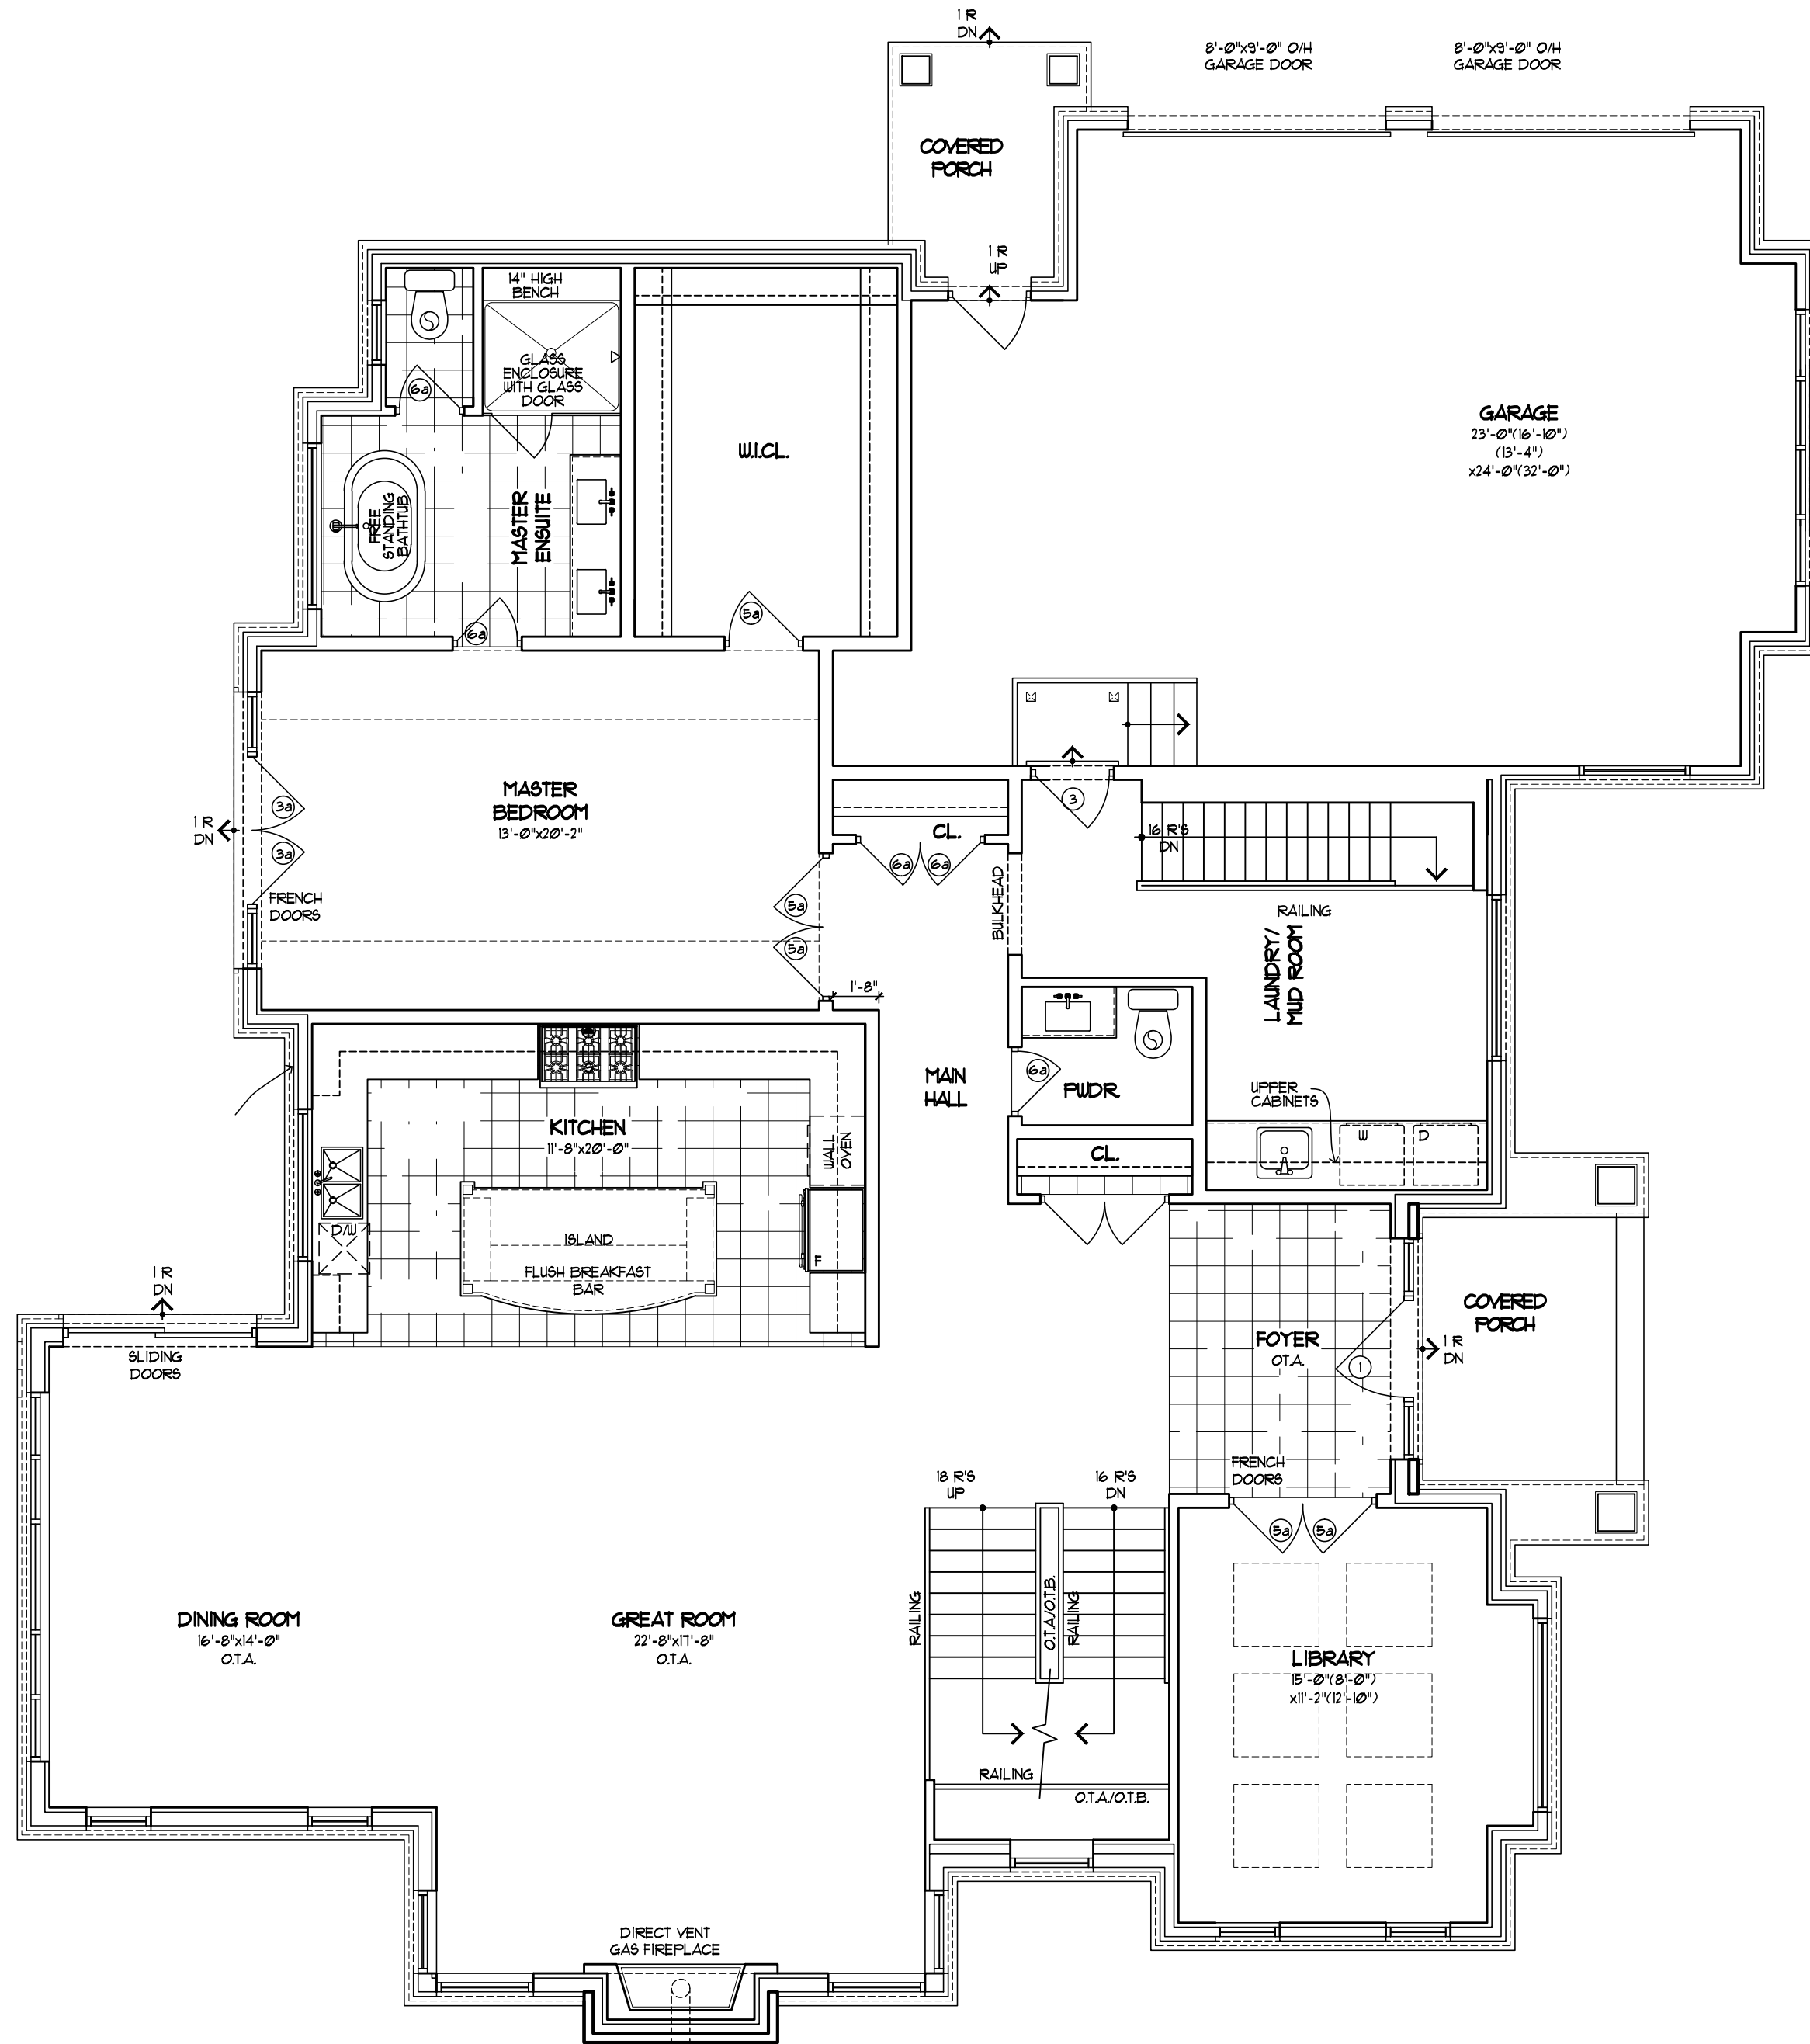 1 R
DN
8'-0"x9'-0" O/H
GARAGE DOOR
8'-0"x9'-0" O/H
GARAGE DOOR
COVERED
PORCH
1 R
UP
14" HIGH
BENCH
GLASS
ENCLOSURE
WITH GLASS
DOOR
6a
W.I.CL.
GARAGE
23'-0"(16'-10")
(13'-4")
x24'-0"(32'-0")
FREE
STANDING
BATHTUB
MASTER
ENSUITE
6a
5a
MASTER
BEDROOM
13'-0"x20'-2"
3a
3a
1 R
DN
FRENCH
DOORS
5a
5a
1'-8"
CL.
6a
6a
BULKHEAD
3
16 R'S
DN
RAILING
LAUNDRY/
MUD ROOM
MAIN
HALL
6a
PWDR
UPPER
CABINETS
W
D
CL.
KITCHEN
11'-8"x20'-0"
WALL
OVEN
D/W
ISLAND
FLUSH BREAKFAST
BAR
F
1 R
DN
SLIDING
DOORS
FOYER
O.T.A.
1
1 R
DN
COVERED
PORCH
FRENCH
DOORS
5a
5a
18 R'S
UP
16 R'S
DN
RAILING
O.T.A./O.T.B.
RAILING
DINING ROOM
16'-8"x14'-0"
O.T.A.
GREAT ROOM
22'-8"x17'-8"
O.T.A.
LIBRARY
15'-0"(8'-0")
x11'-2"(12'-10")
RAILING
O.T.A./O.T.B.
DIRECT VENT
GAS FIREPLACE